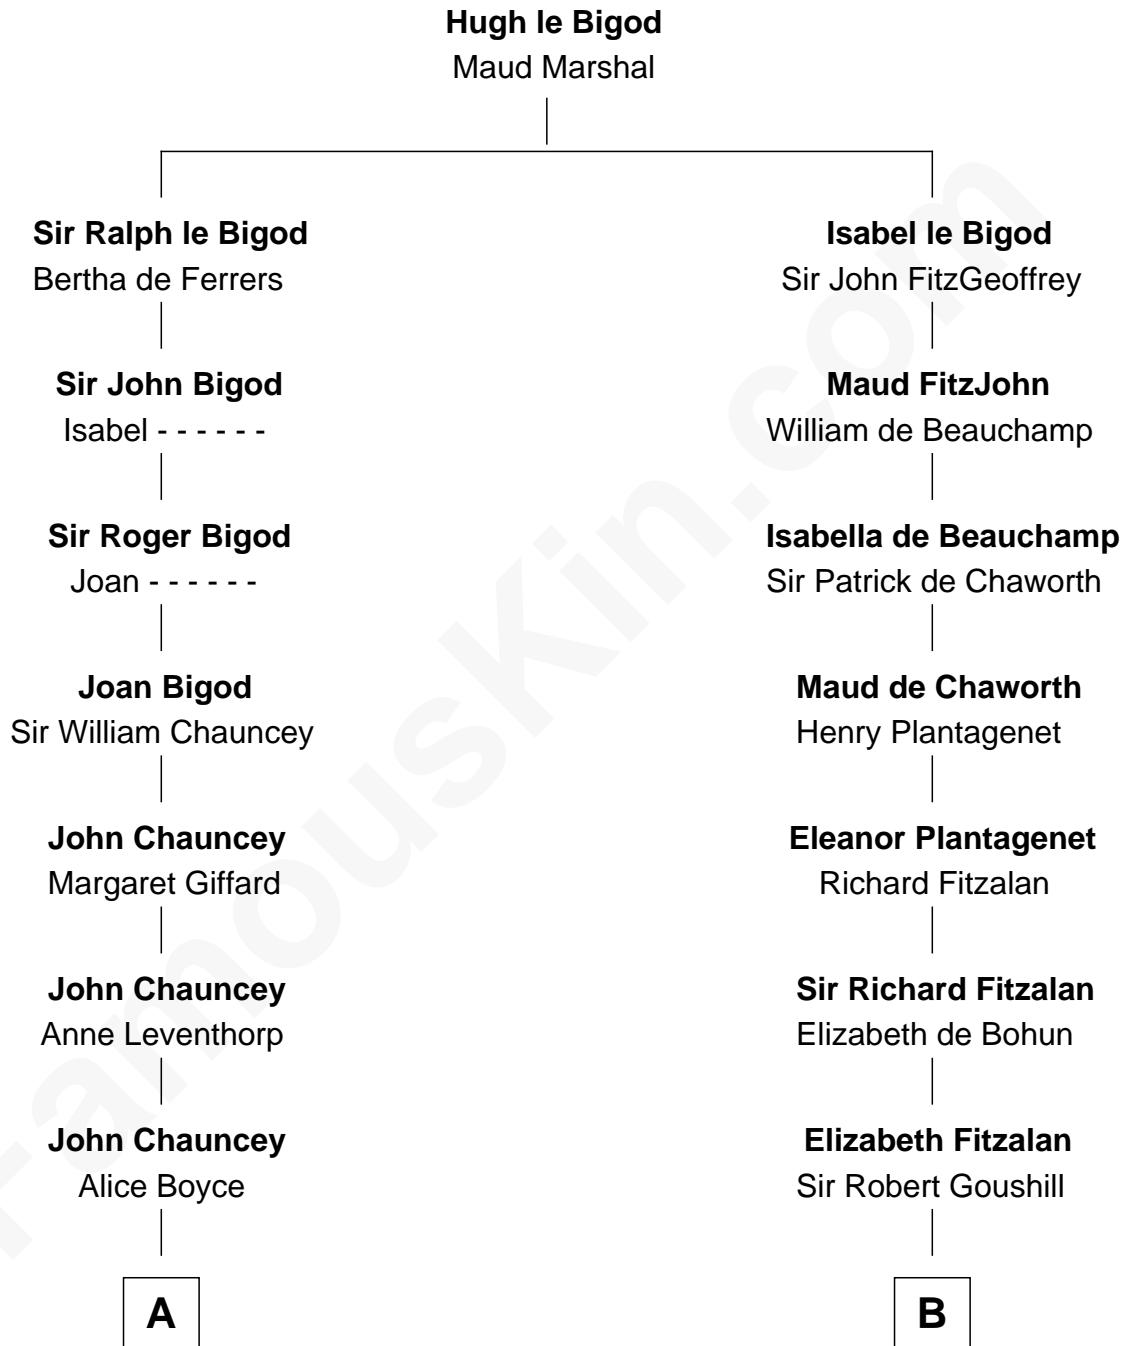 Hugh le Bigod
Maud Marshal
Sir Ralph le Bigod
Bertha de Ferrers
Isabel le Bigod
Sir John FitzGeoffrey
Sir John Bigod
Isabel - - - - - -
Maud FitzJohn
William de Beauchamp
Sir Roger Bigod
Joan - - - - - -
Isabella de Beauchamp
Sir Patrick de Chaworth
Joan Bigod
Sir William Chauncey
Maud de Chaworth
Henry Plantagenet
John Chauncey
Margaret Giffard
Eleanor Plantagenet
Richard Fitzalan
John Chauncey
Anne Leventhorp
Sir Richard Fitzalan
Elizabeth de Bohun
John Chauncey
Alice Boyce
Elizabeth Fitzalan
Sir Robert Goushill
A
B
FamousKin.com